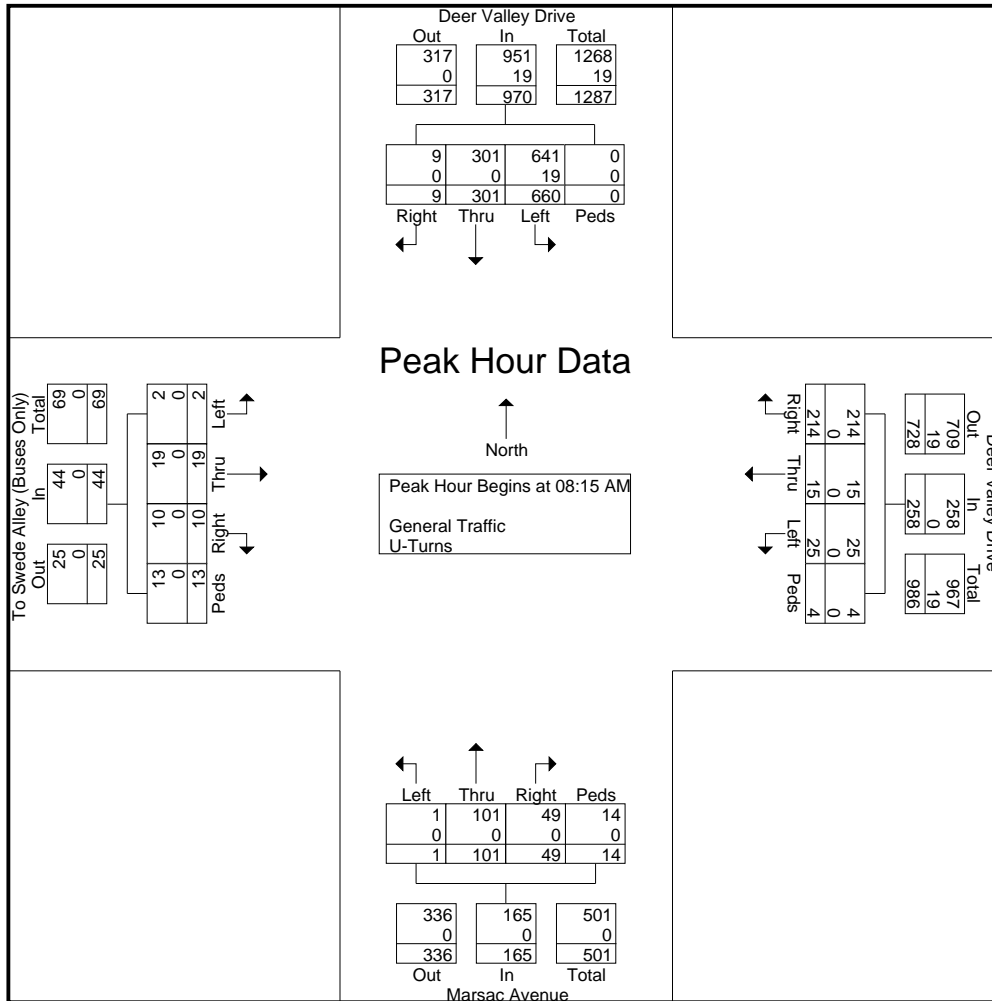 Deer Valley Drive
Out In Total
317 951 1268
0 19 19
317 970 1287
9 301 641 0
0 0 19 0
9 301 660 0
Right Thru Left Peds
Peak Hour Data
North
Peak Hour Begins at 08:15 AM
General Traffic
U-Turns
To Swede Alley (Buses Only)
Out In Total
25 44 69
0 0 0
25 44 69
13 10 19 2
0 0 0 0
13 10 19 2
Peds Right Thru Left
Deer Valley Drive
Out In Total
709 258 967
19 0 19
728 258 986
214 15 25 4
0 0 0 0
214 15 25 4
Right Thru Left Peds
Left Thru Right Peds
1 101 49 14
0 0 0 0
1 101 49 14
336 165 501
0 0 0
336 165 501
Out In Total
Marsac Avenue